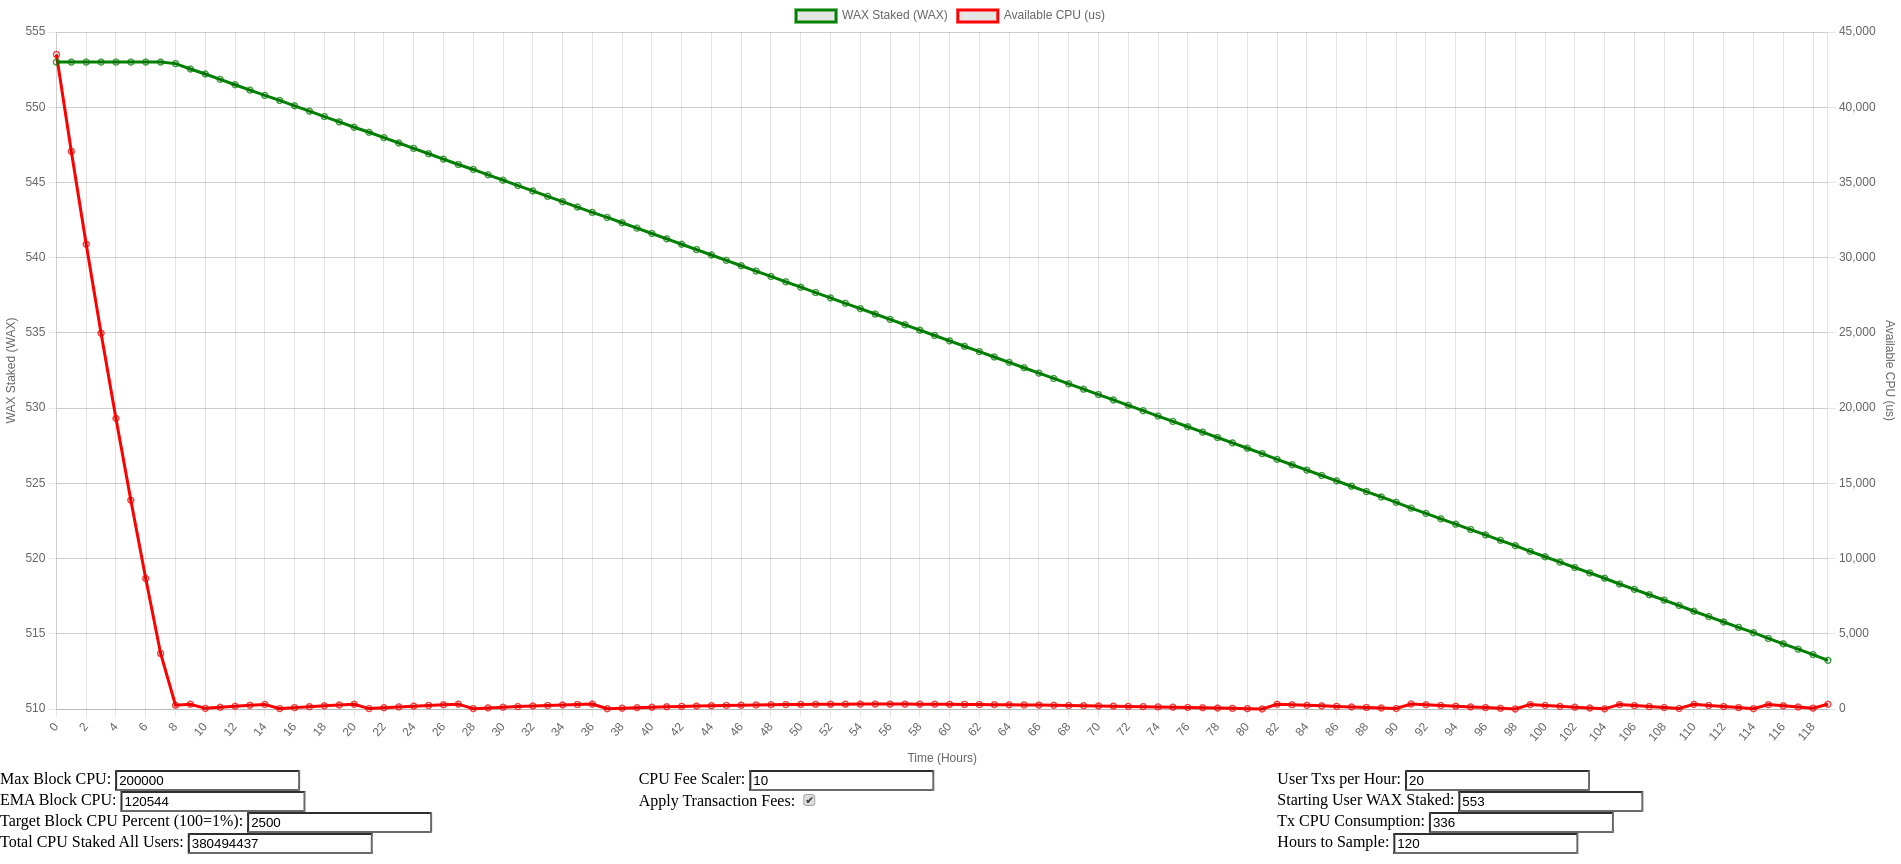 WAX Staked (WAX) Available CPU (us)
555 45,000
550 40,000
545 35,000
540 30,000
535 25,000
WAX Staked (WAX)
Available CPU (us)
530 20,000
525 15,000
520 10,000
515 5,000
510 0
0 2 4 6 8 10 12 14 16 18 20 22 24 26 28 30 32 34 36 38 40 42 44 46 48 50 52 54 56 58 60 62 64 66 68 70 72 74 76 78 80 82 84 86 88 90 92 94 96 98 100 102 104 106 108 110 112 114 116 118
Time (Hours)
Max Block CPU: 200000 CPU Fee Scaler: 10 User Txs per Hour: 20
EMA Block CPU: 120544 Apply Transaction Fees: Starting User WAX Staked: 553
Target Block CPU Percent (100=1%): 2500 Tx CPU Consumption: 336
Total CPU Staked All Users: 380494437 Hours to Sample: 120